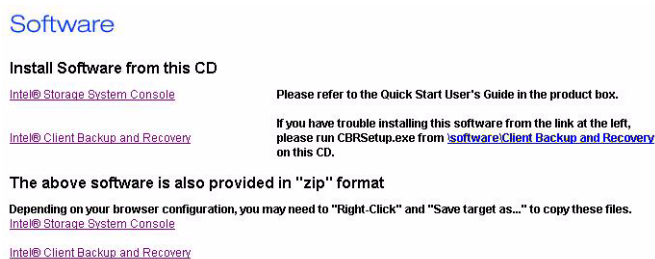 Software
Install Software from this CD
Intel® Storage System Console
Please refer to the Quick Start User's Guide in the product box.
Intel® Client Backup and Recovery
If you have trouble installing this software from the link at the left,
please run CBRSetup.exe from \software\Client Backup and Recovery
on this CD.
The above software is also provided in "zip" format
Depending on your browser configuration, you may need to "Right-Click" and "Save target as..." to copy these files.
Intel® Storage System Console
Intel® Client Backup and Recovery